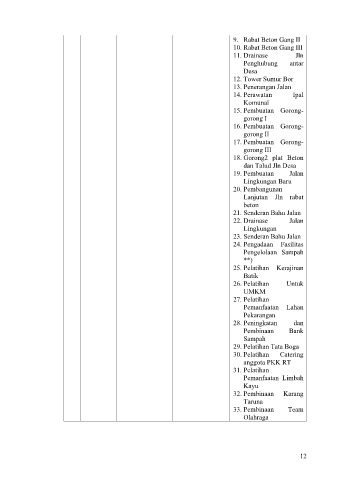 9. Rabat Beton Gang II
10. Rabat Beton Gang III
11. Drainase Jln
Penghubung antar
Dusa
12. Tower Sumur Bor
13. Penerangan Jalan
14. Perawatan Ipal
Komunal
15. Pembuatan Gorong-
gorong I
16. Pembuatan Gorong-
gorong II
17. Pembuatan Gorong-
gorong III
18. Gorong2 plat Beton
dan Talud Jln Desa
19. Pembuatan Jalan
Lingkungan Baru
20. Pembangunan
Lanjutan Jln rabat
beton
21. Senderan Bahu Jalan
22. Drainase Jalan
Lingkungan
23. Senderan Bahu Jalan
24. Pengadaan Fasilitas
Pengelolaan Sampah
**)
25. Pelatihan Kerajinan
Batik
26. Pelatihan Untuk
UMKM
27. Pelatihan
Pemanfaatan Lahan
Pekarangan
28. Peningkatan dan
Pembinaan Bank
Sampah
29. Pelatihan Tata Boga
30. Pelatihan Catering
anggota PKK RT
31. Pelatihan
Pemanfaatan Limbah
Kayu
32. Pembinaan Karang
Taruna
33. Pembinaan Team
Olahraga
12